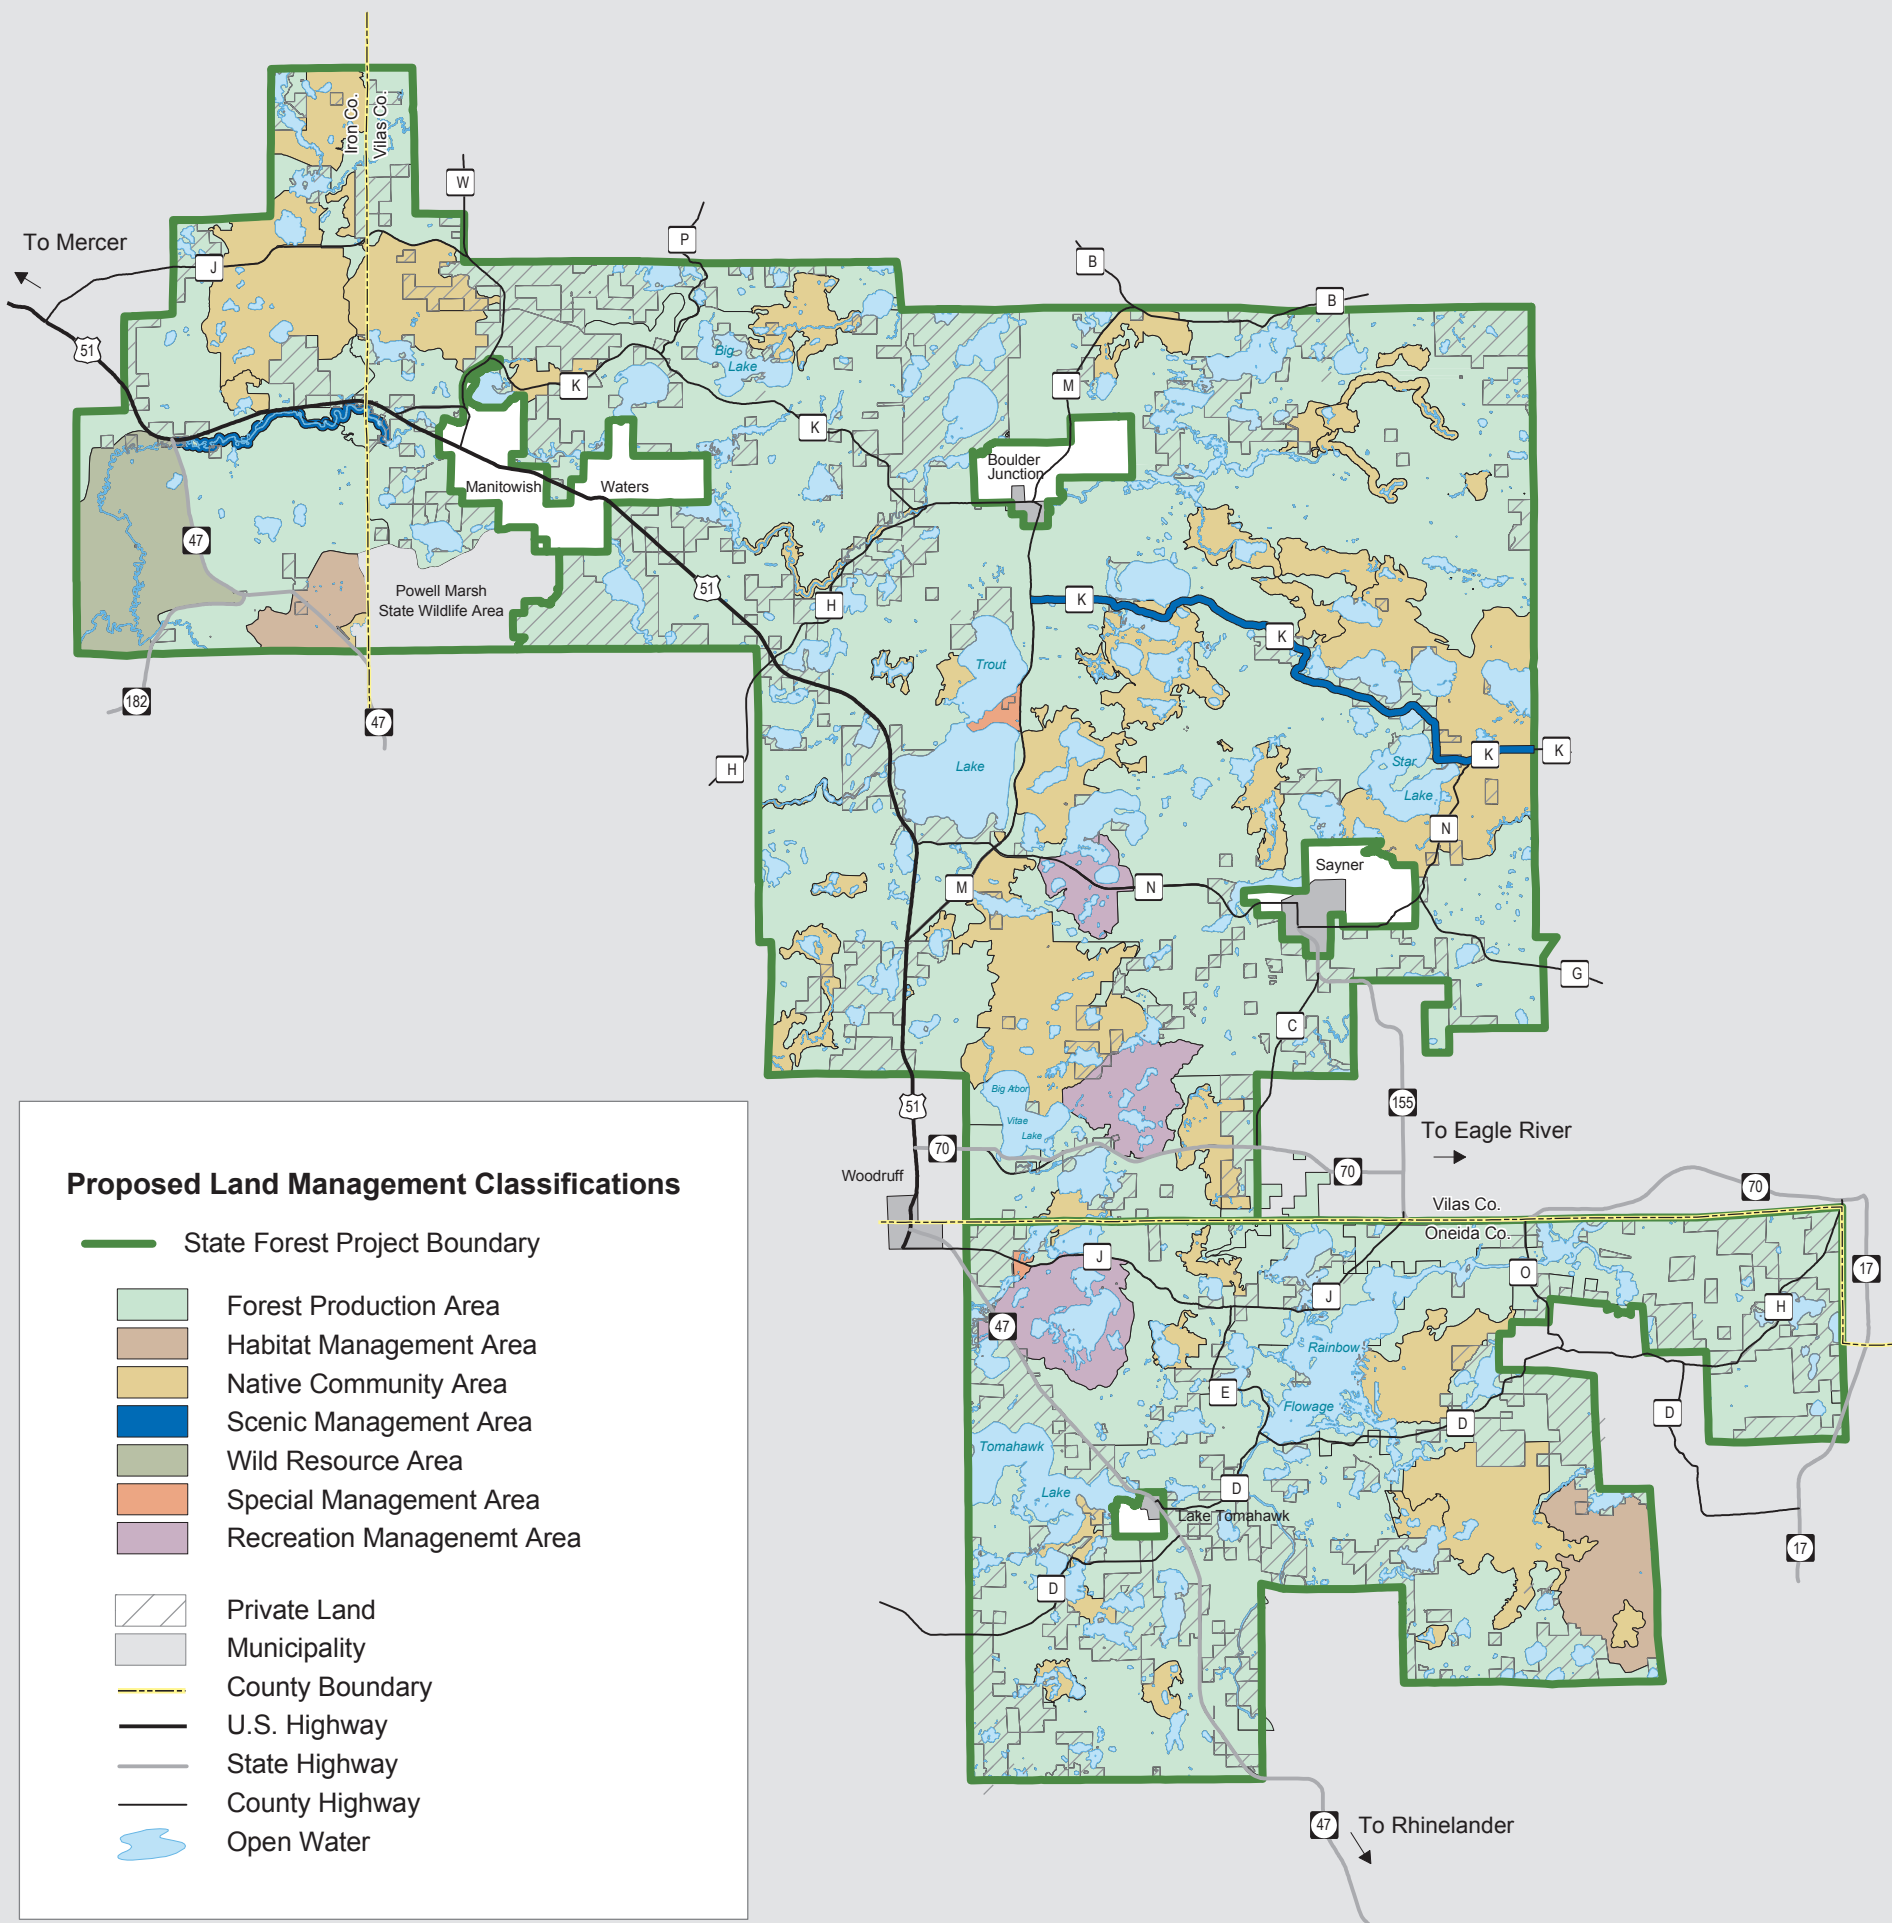 Iron Co.
Vilas Co.
W
To Mercer
J
P
B
B
51
Big
Lake
K
M
K
Boulder
Junction
Manitowish
Waters
47
51
Powell Marsh
State Wildlife Area
H
K
K
Trout
182
47
H
Lake
K
K
Star
Lake
N
Sayner
M
N
G
C
Big Arbor
Vitae
Lake
51
155
To Eagle River
70
70
70
Woodruff
Vilas Co.
Oneida Co.
J
O
17
J
H
47
Rainbow
Flowage
E
D
D
Tomahawk
Lake
D
Lake Tomahawk
17
D
47
To Rhinelander
Proposed Land Management Classifications
State Forest Project Boundary
Forest Production Area
Habitat Management Area
Native Community Area
Scenic Management Area
Wild Resource Area
Special Management Area
Recreation Managenemt Area
Private Land
Municipality
County Boundary
U.S. Highway
State Highway
County Highway
Open Water